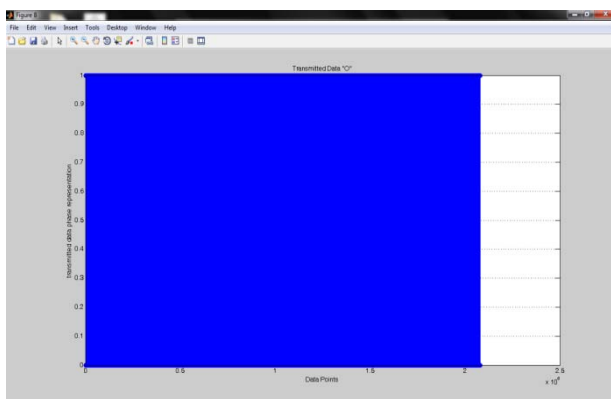 Figure 8
File Edit View Insert Tools Desktop Window Help
Transmitted Data "O"
transmitted data phase representation
1
0.9
0.8
0.7
0.6
0.5
0.4
0.3
0.2
0.1
0
0 0.5 1 1.5 2 2.5
x 10
Data Points